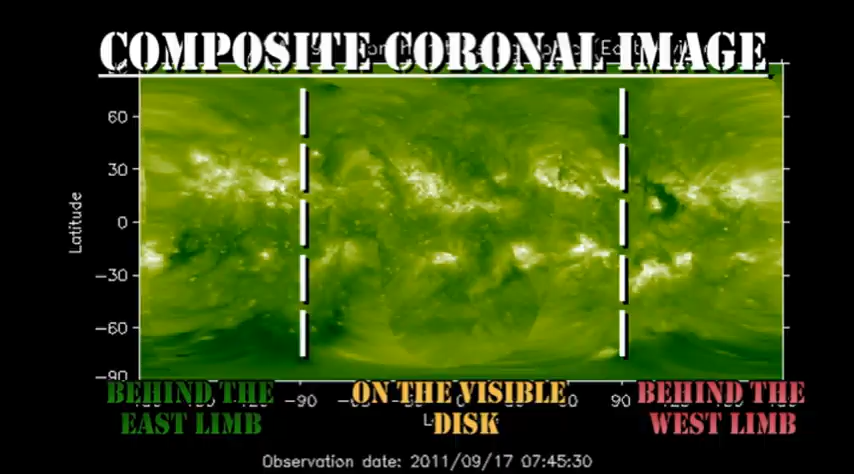 COMPOSITE CORONAL IMAGE
60
30
0
−30
−60
−90
Latitude
−90
90
BEHIND THE
EAST LIMB
ON THE VISIBLE
DISK
BEHIND THE
WEST LIMB
Observation date: 2011/09/17 07:45:30